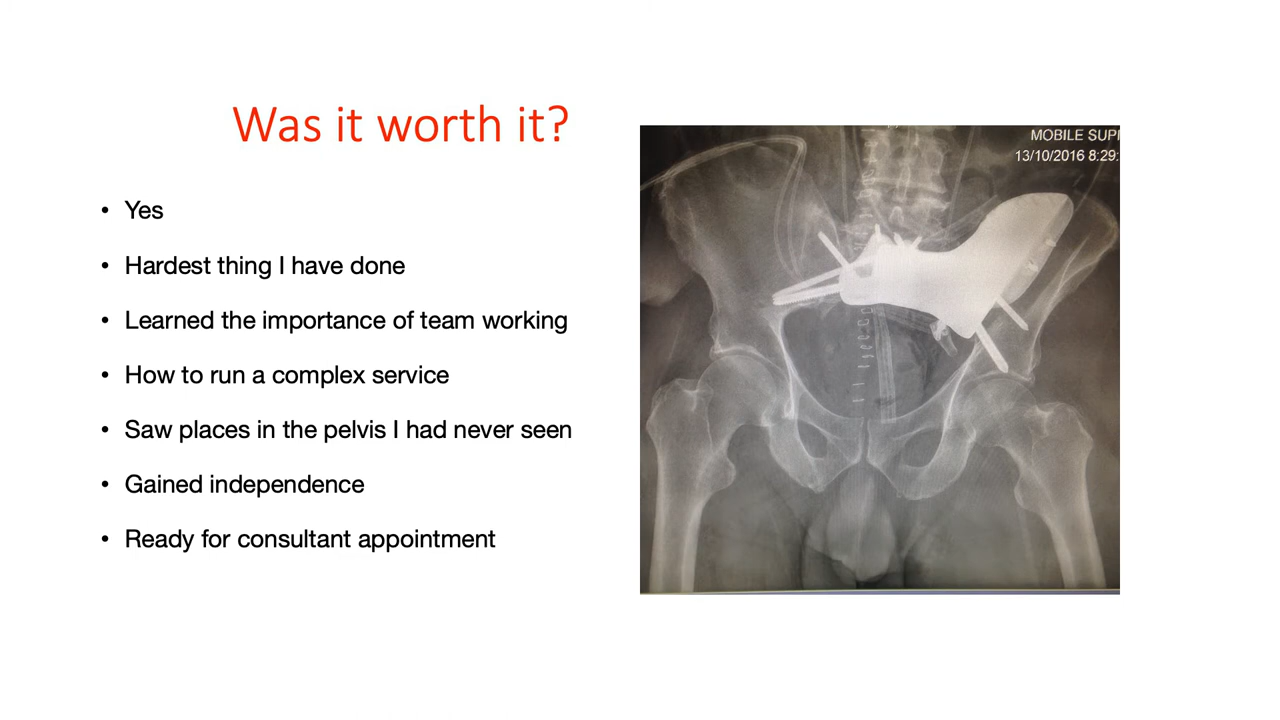 Was it worth it?
• Yes
• Hardest thing I have done
• Learned the importance of team working
• How to run a complex service
• Saw places in the pelvis I had never seen
• Gained independence
• Ready for consultant appointment
MOBILE SUP
13/10/2016 8:29: